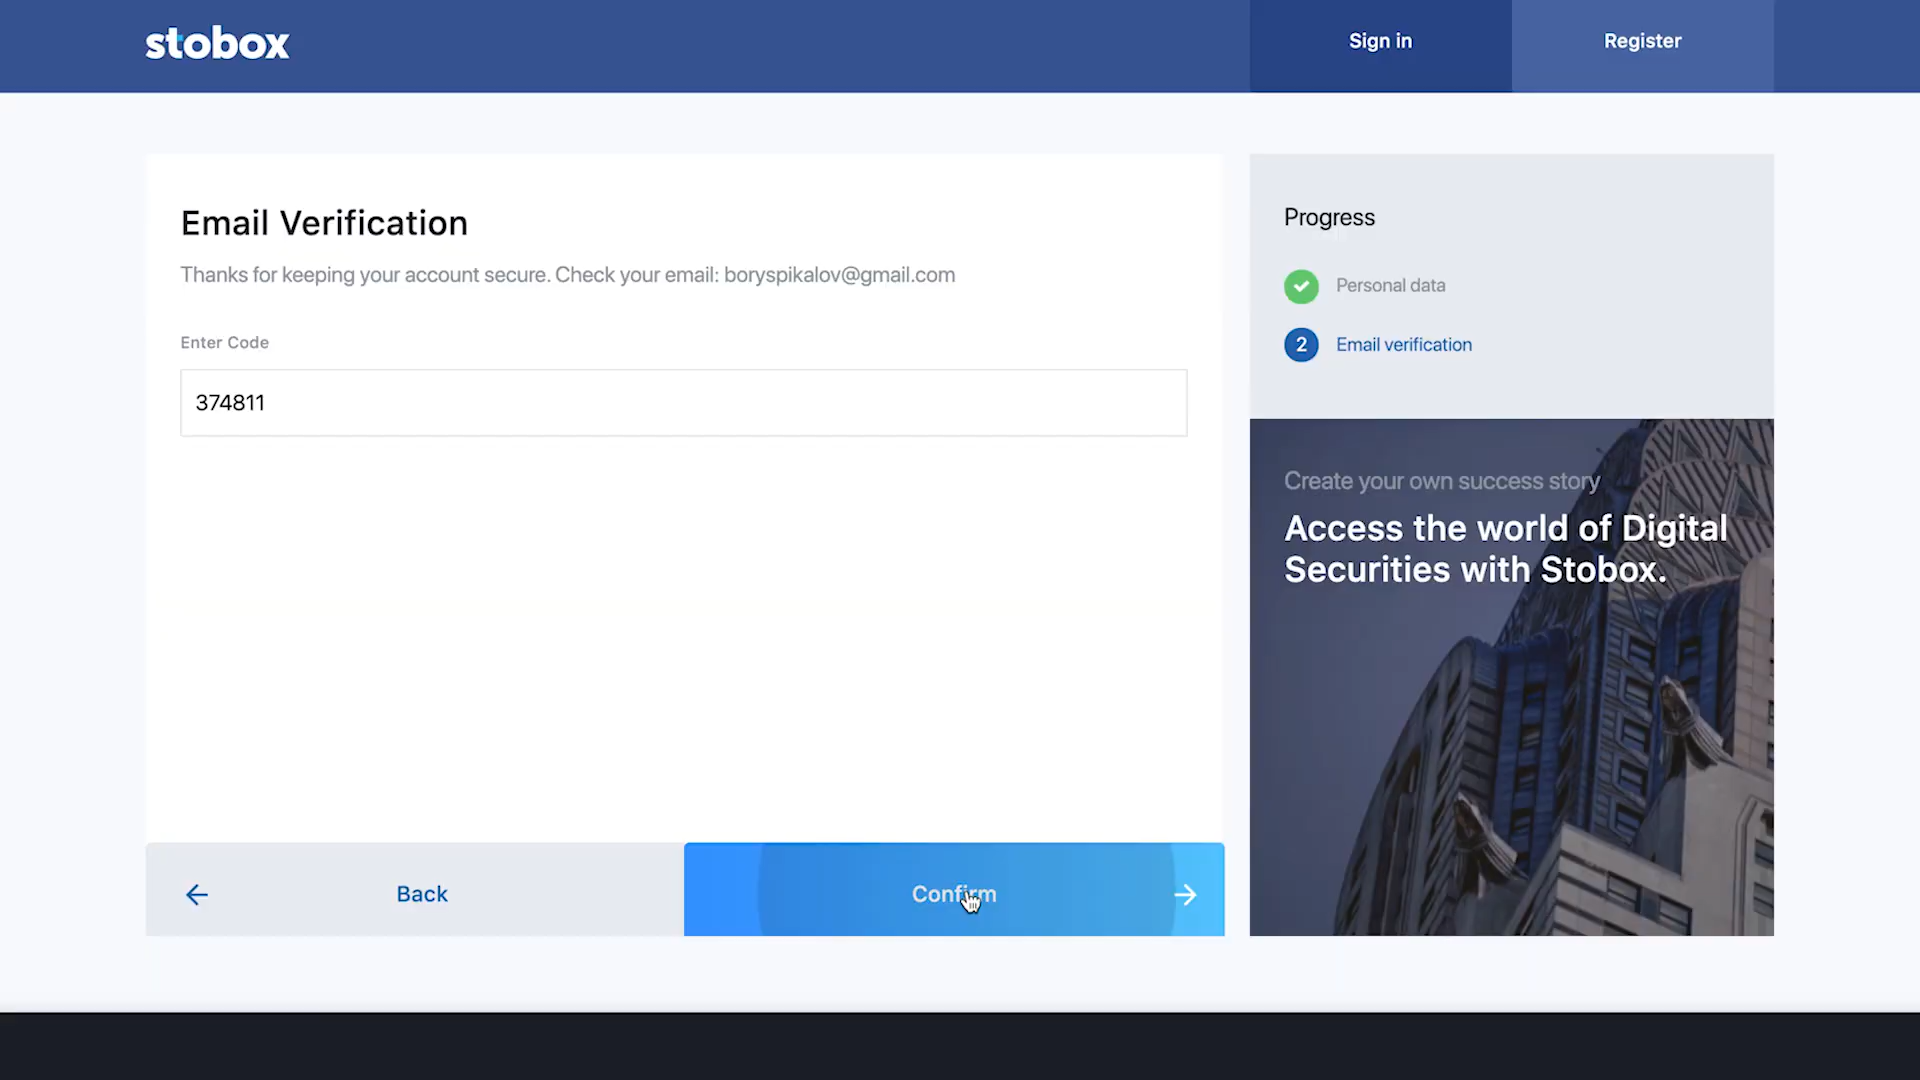 stobox
Sign in
Register
Email Verification
Thanks for keeping your account secure. Check your email: boryspikalov@gmail.com
Enter Code
374811
Back
Confirm
Progress
Personal data
2
Email verification
Create your own success story
Access the world of Digital
Securities with Stobox.